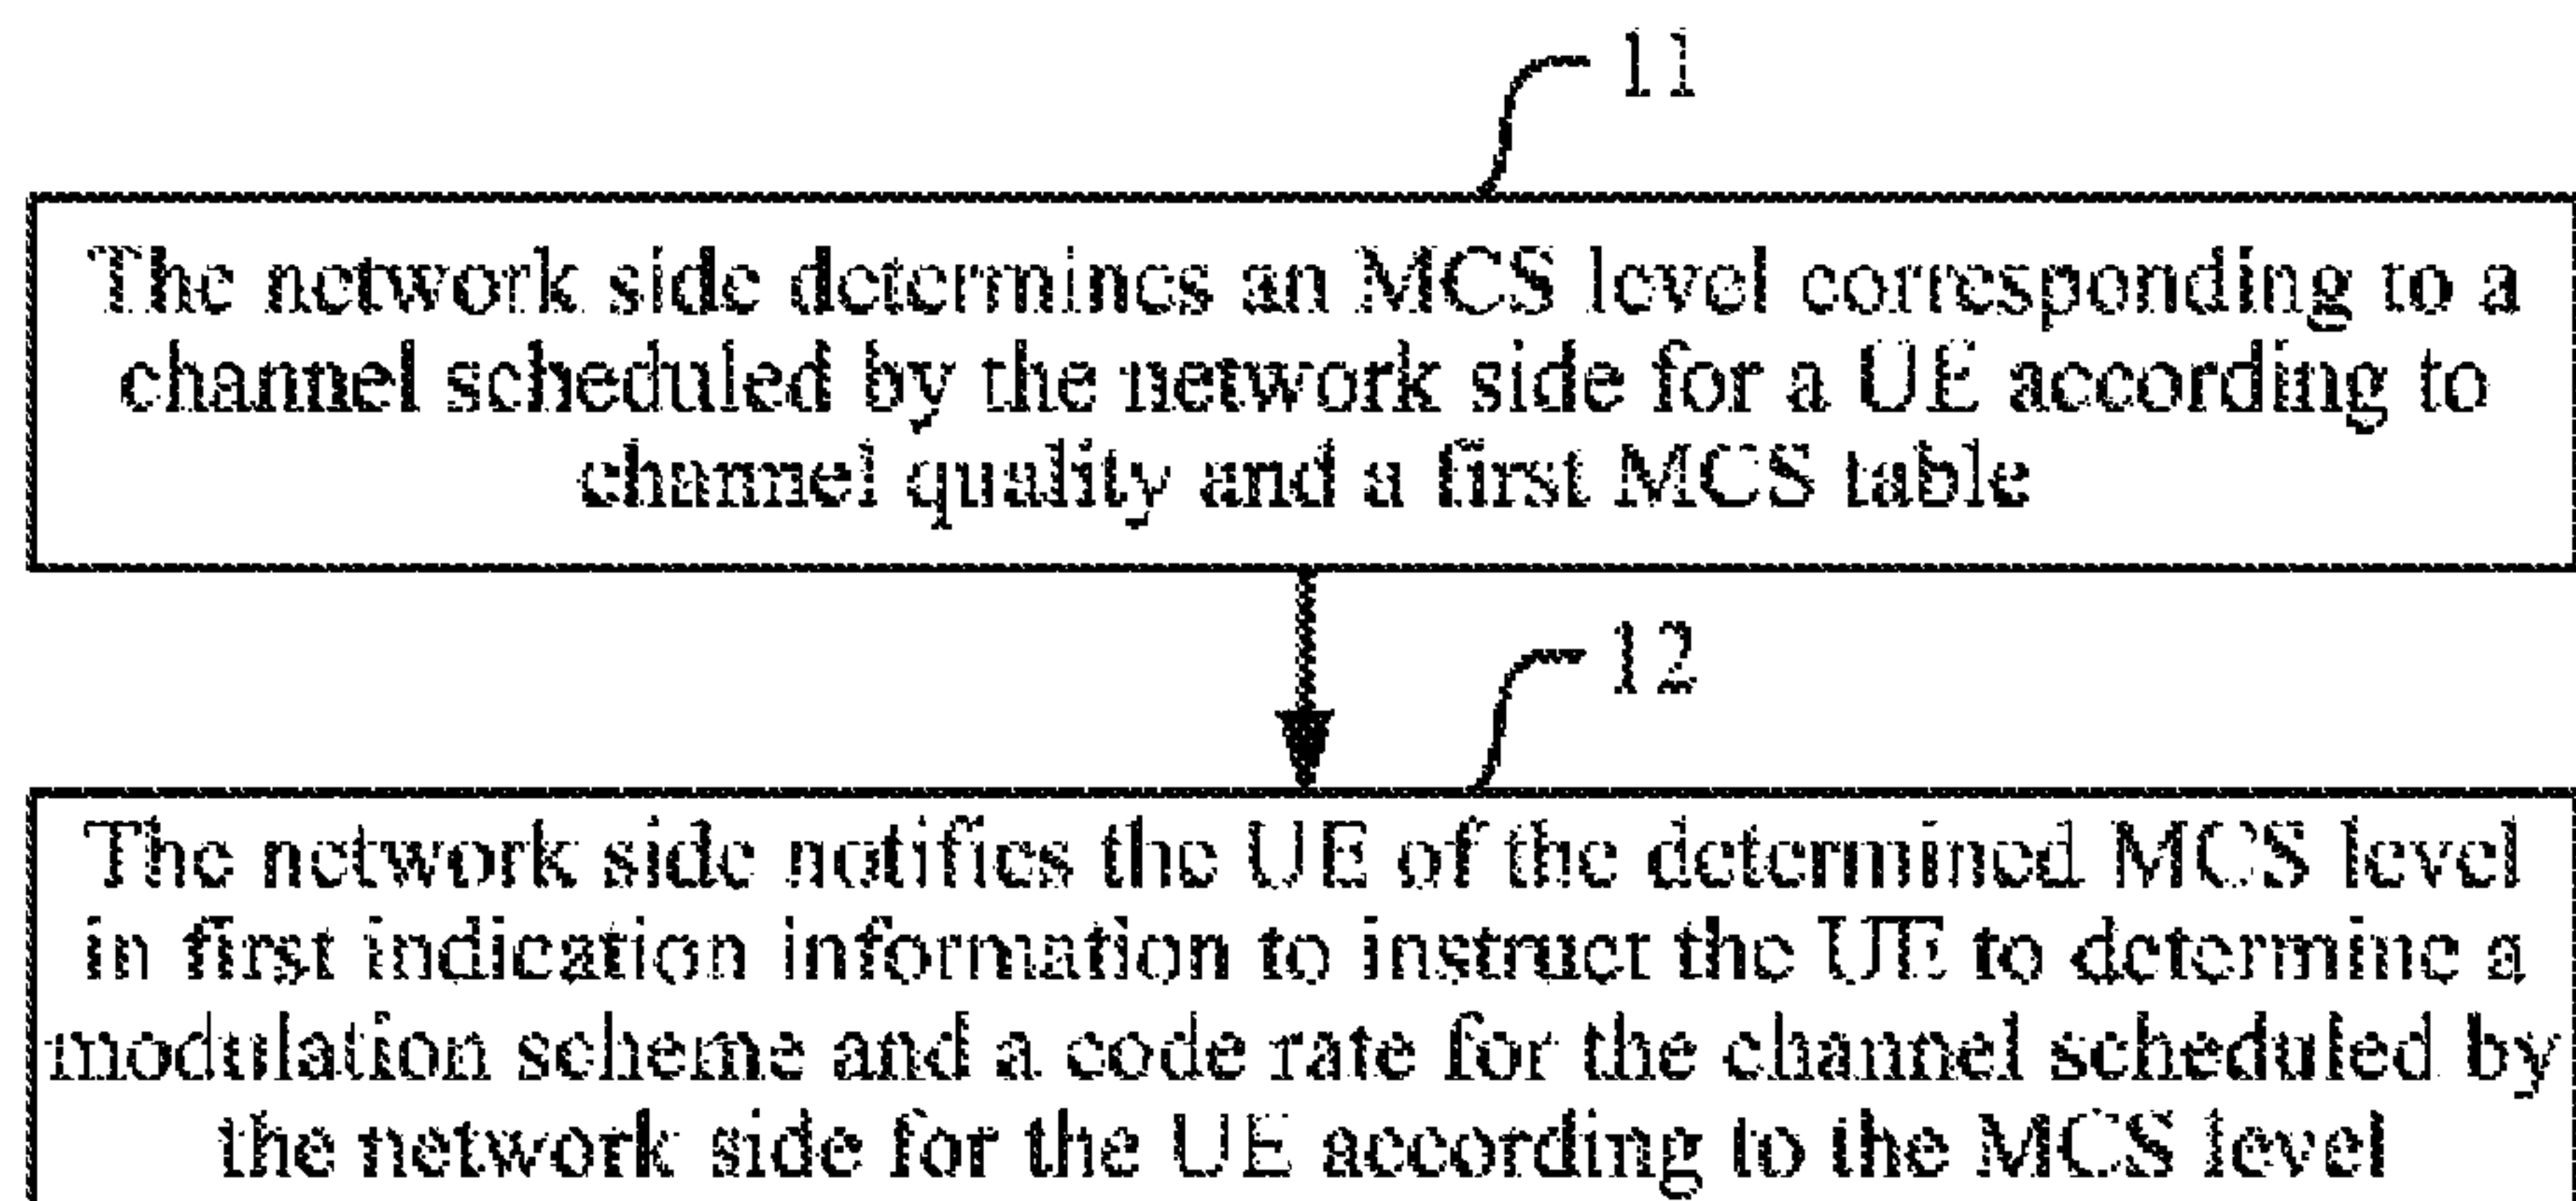 11
The network side determines an MCS level corresponding to a
channel scheduled by the network side for a UE according to
channel quality and a first MCS table
12
The network side notifies the UE of the determined MCS level
in first indication information to instruct the UE to determine a
modulation scheme and a code rate for the channel scheduled by
the network side for the UE according to the MCS level